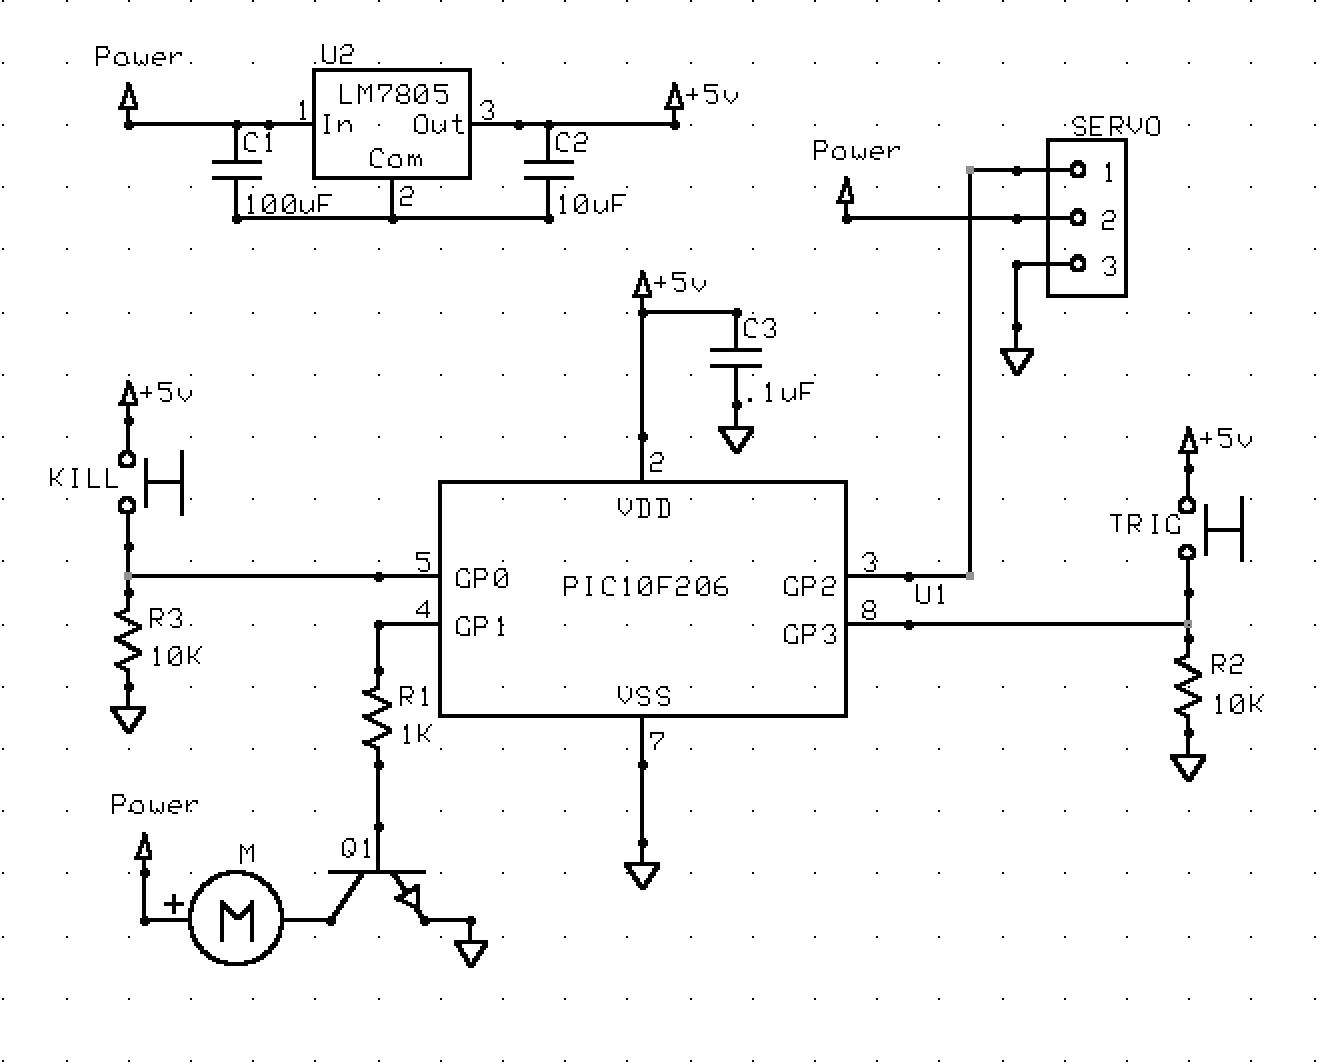 Power
U2
LM7805
1
In
Out
3
+5v
C1
Com
C2
100uF
2
10uF
SERVO
Power
1
2
3
+5v
C3
.1uF
+5v
KILL
2
VDD
+5v
TRIG
5
GP0
PIC10F206
GP2
3
U1
4
GP1
GP3
8
R3
10K
R2
10K
R1
1K
VSS
7
Power
M
Q1
+
M